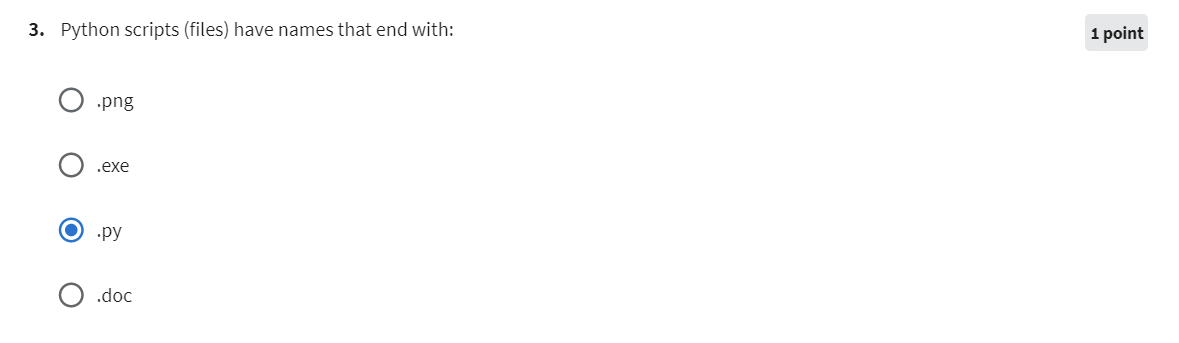 3. Python scripts (files) have names that end with:
1 point
.png
.exe
.py
.doc